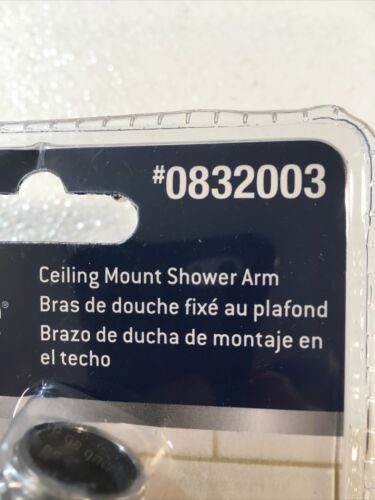 #0832003
Ceiling Mount Shower Arm
Bras de douche fixé au plafond
Brazo de ducha de montaje en
el techo